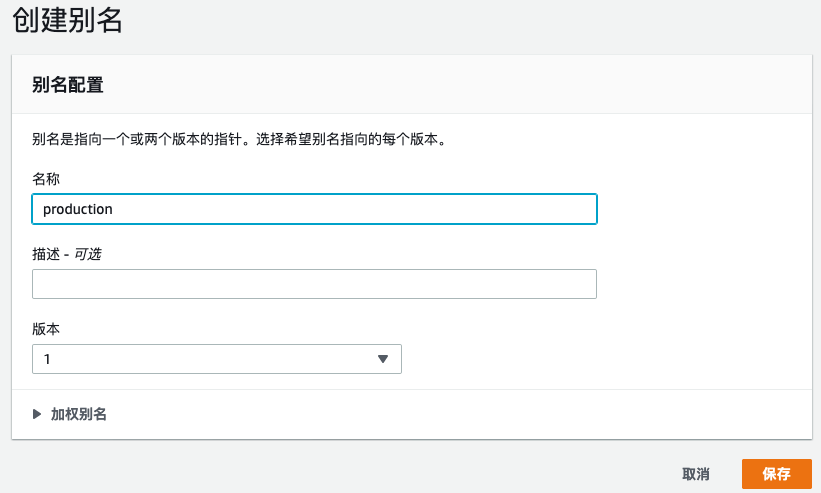 创建别名
别名配置
别名是指向一个或两个版本的指针。选择希望别名指向的每个版本。
名称
production
描述 - 可选
版本
1
加权别名
取消
保存